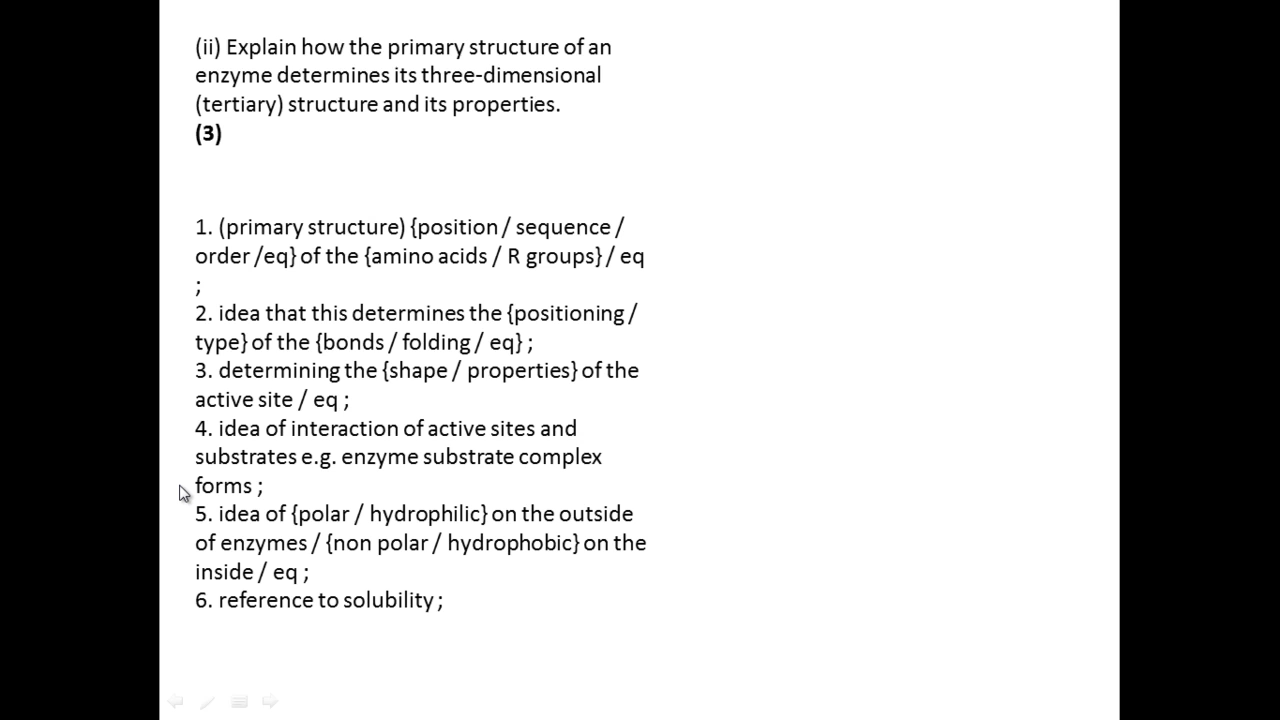 (ii) Explain how the primary structure of an
enzyme determines its three-dimensional
(tertiary) structure and its properties.
(3)
1. (primary structure) {position / sequence /
order /eq} of the {amino acids / R groups} / eq
;
2. idea that this determines the {positioning /
type} of the {bonds / folding / eq} ;
3. determining the {shape / properties} of the
active site / eq ;
4. idea of interaction of active sites and
substrates e.g. enzyme substrate complex
forms ;
5. idea of {polar / hydrophilic} on the outside
of enzymes / {non polar / hydrophobic} on the
inside / eq ;
6. reference to solubility ;